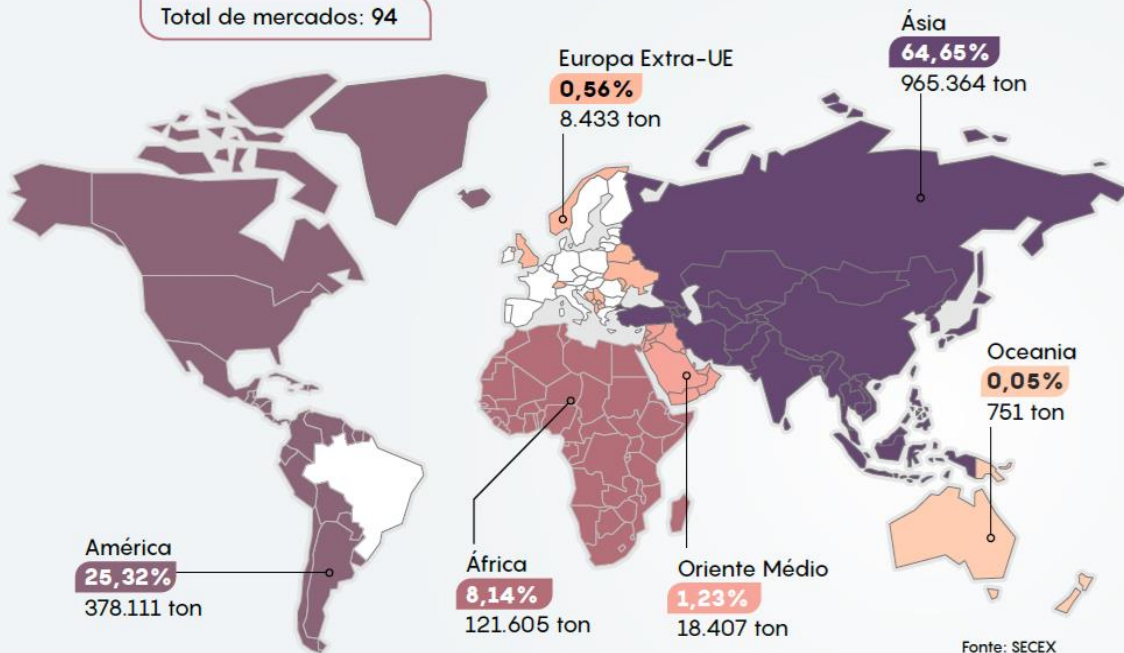 Total de mercados: 94
Europa Extra-UE
0,56%
8.433 ton
Ásia
64,65%
965.364 ton
Oceania
0,05%
751 ton
América
25,32%
378.111 ton
África
8,14%
121.605 ton
Oriente Médio
1,23%
18.407 ton
Fonte: SECEX